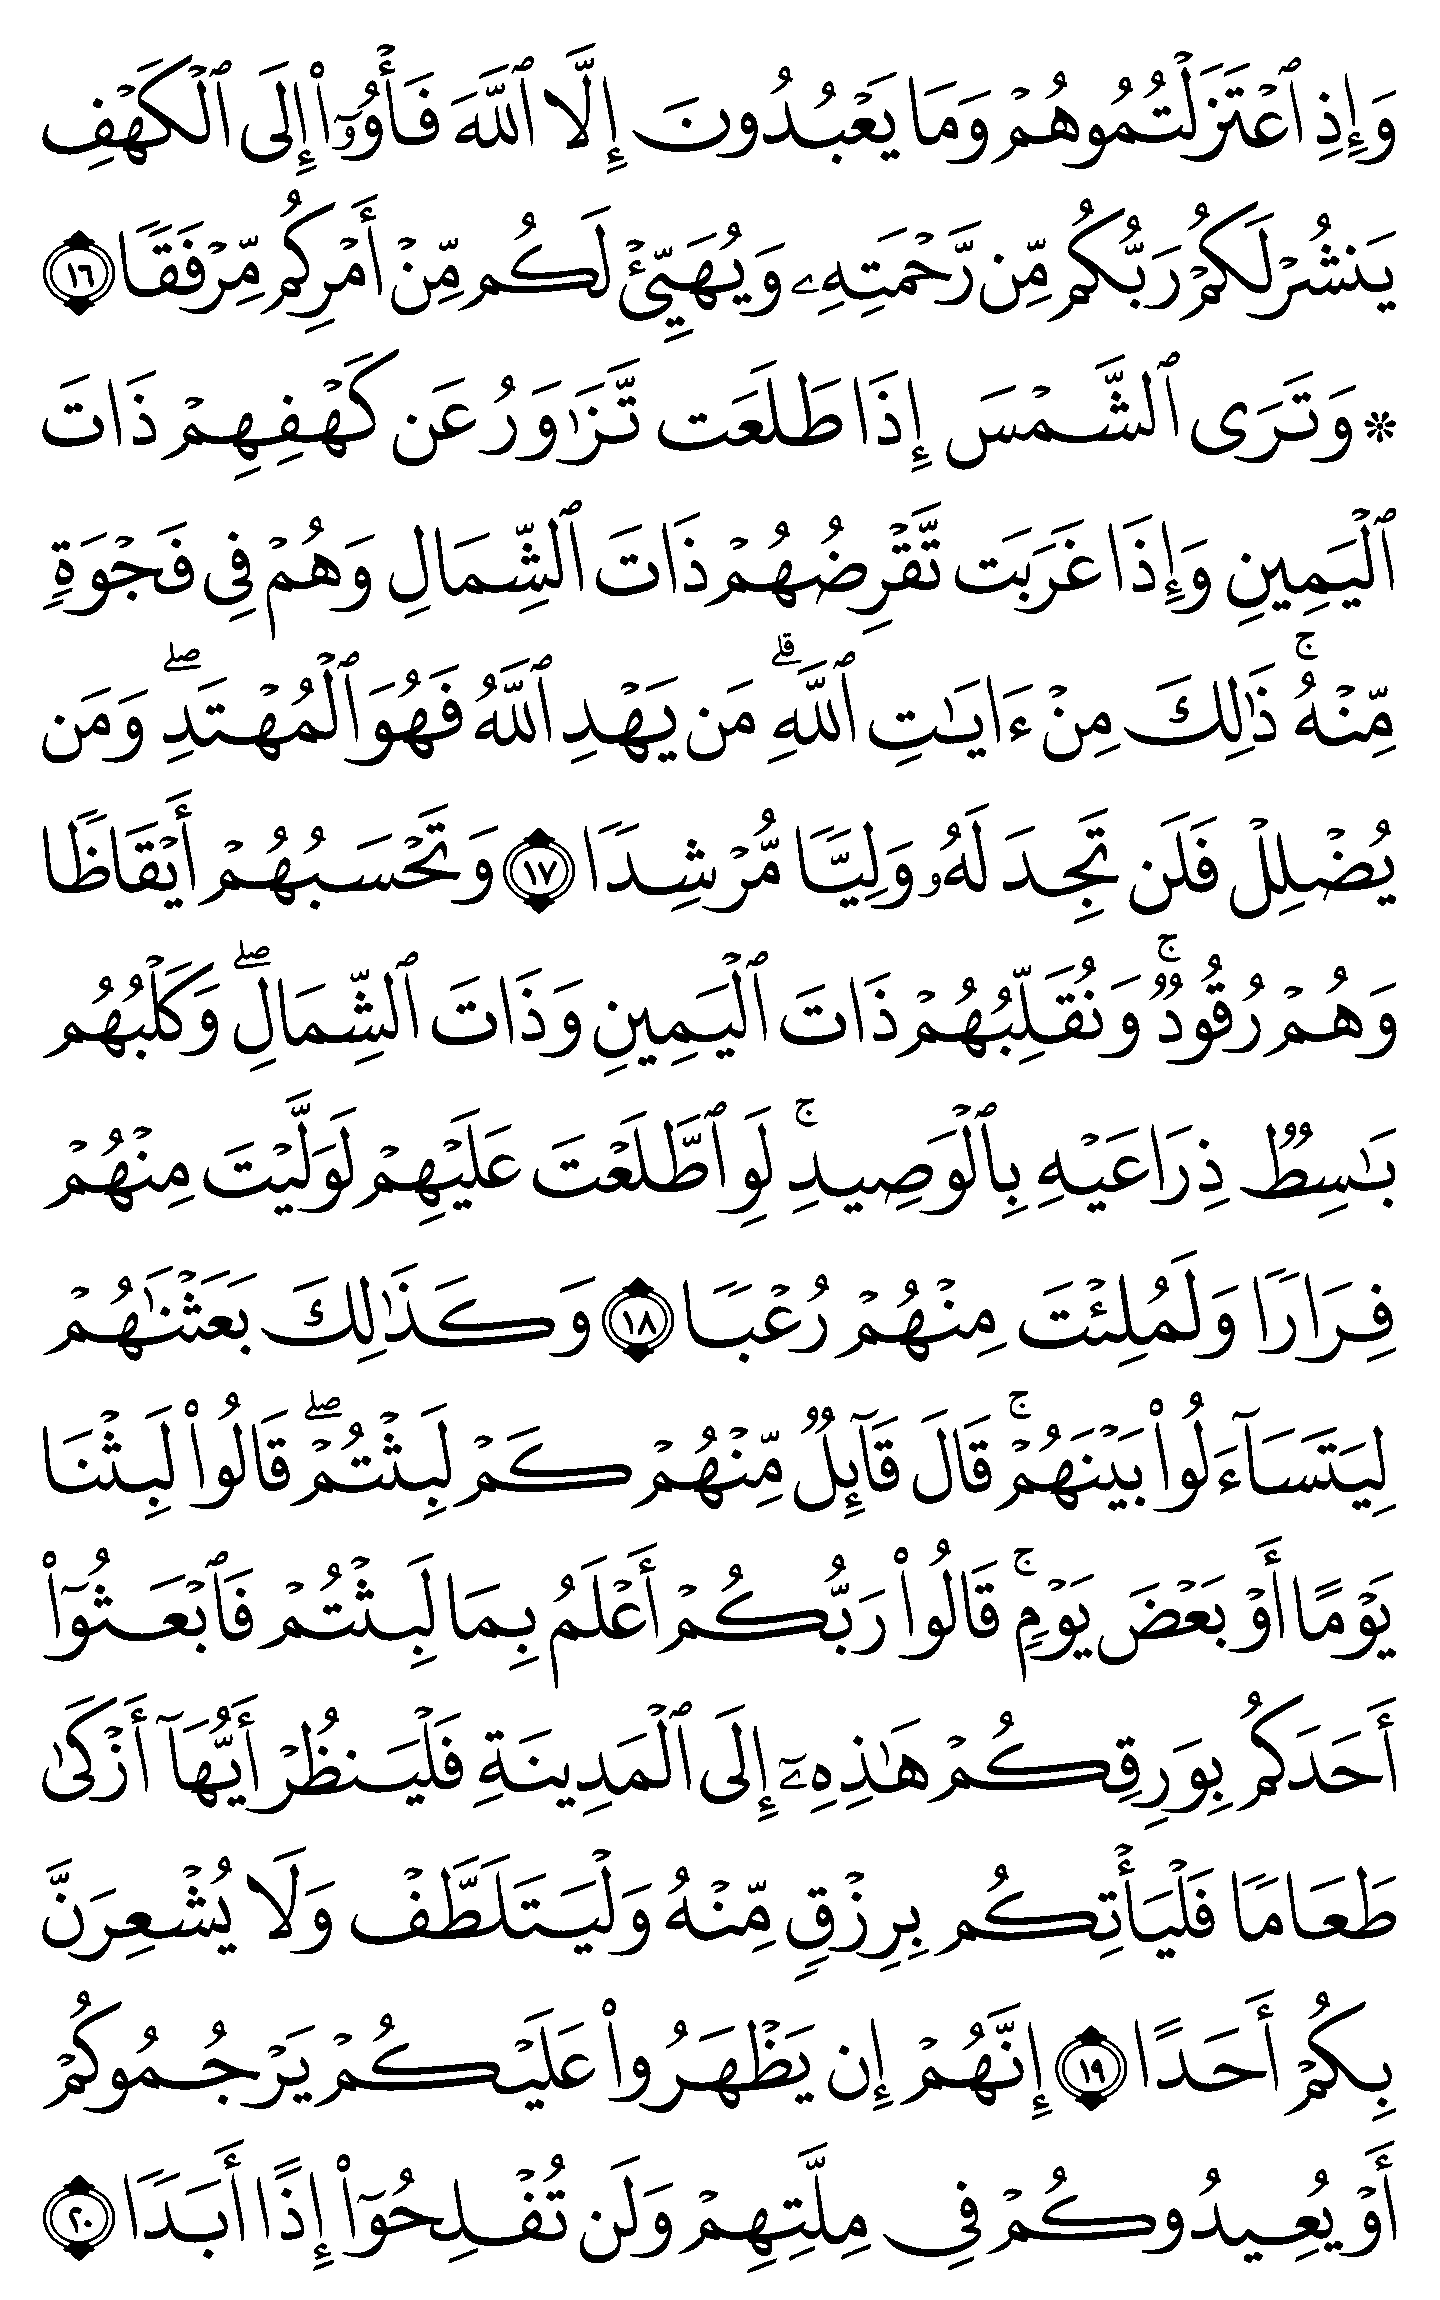 وَإِذِ ٱعْتَزَلْتُمُوهُمْ وَمَا يَعْبُدُونَ إِلَّا ٱللَّهَ فَأْوُۥٓا۟ إِلَى ٱلْكَهْفِ
يَنشُرْ لَكُمْ رَبُّكُم مِّن رَّحْمَتِهِۦ وَيُهَيِّئْ لَكُم مِّنْ أَمْرِكُم مِّرْفَقًا ١٦
۞ وَتَرَى ٱلشَّمْسَ إِذَا طَلَعَت تَّزَٰوَرُ عَن كَهْفِهِمْ ذَاتَ
ٱلْيَمِينِ وَإِذَا غَرَبَت تَّقْرِضُهُمْ ذَاتَ ٱلشِّمَالِ وَهُمْ فِى فَجْوَةٍ
مِّنْهُ ۚ ذَٰلِكَ مِنْ ءَايَـٰتِ ٱللَّهِ ۗ مَن يَهْدِ ٱللَّهُ فَهُوَ ٱلْمُهْتَدِ ۖ وَمَن
يُضْلِلْ فَلَن تَجِدَ لَهُۥ وَلِيًّا مُّرْشِدًا ١٧ وَتَحْسَبُهُمْ أَيْقَاظًا
وَهُمْ رُقُودٌ ۚ وَنُقَلِّبُهُمْ ذَاتَ ٱلْيَمِينِ وَذَاتَ ٱلشِّمَالِ ۖ وَكَلْبُهُم
بَـٰسِطٌ ذِرَاعَيْهِ بِٱلْوَصِيدِ ۚ لَوِ ٱطَّلَعْتَ عَلَيْهِمْ لَوَلَّيْتَ مِنْهُمْ
فِرَارًا وَلَمُلِئْتَ مِنْهُمْ رُعْبًا ١٨ وَكَذَٰلِكَ بَعَثْنَـٰهُمْ
لِيَتَسَآءَلُوا۟ بَيْنَهُمْ ۚ قَالَ قَآئِلٌ مِّنْهُمْ كَمْ لَبِثْتُمْ ۖ قَالُوا۟ لَبِثْنَا
يَوْمًا أَوْ بَعْضَ يَوْمٍ ۚ قَالُوا۟ رَبُّكُمْ أَعْلَمُ بِمَا لَبِثْتُمْ فَٱبْعَثُوٓا۟
أَحَدَكُم بِوَرِقِكُمْ هَـٰذِهِۦٓ إِلَى ٱلْمَدِينَةِ فَلْيَنظُرْ أَيُّهَآ أَزْكَىٰ
طَعَامًا فَلْيَأْتِكُم بِرِزْقٍ مِّنْهُ وَلْيَتَلَطَّفْ وَلَا يُشْعِرَنَّ
بِكُمْ أَحَدًا ١٩ إِنَّهُمْ إِن يَظْهَرُوا۟ عَلَيْكُمْ يَرْجُمُوكُمْ
أَوْ يُعِيدُوكُمْ فِى مِلَّتِهِمْ وَلَن تُفْلِحُوٓا۟ إِذًا أَبَدًا ٢٠